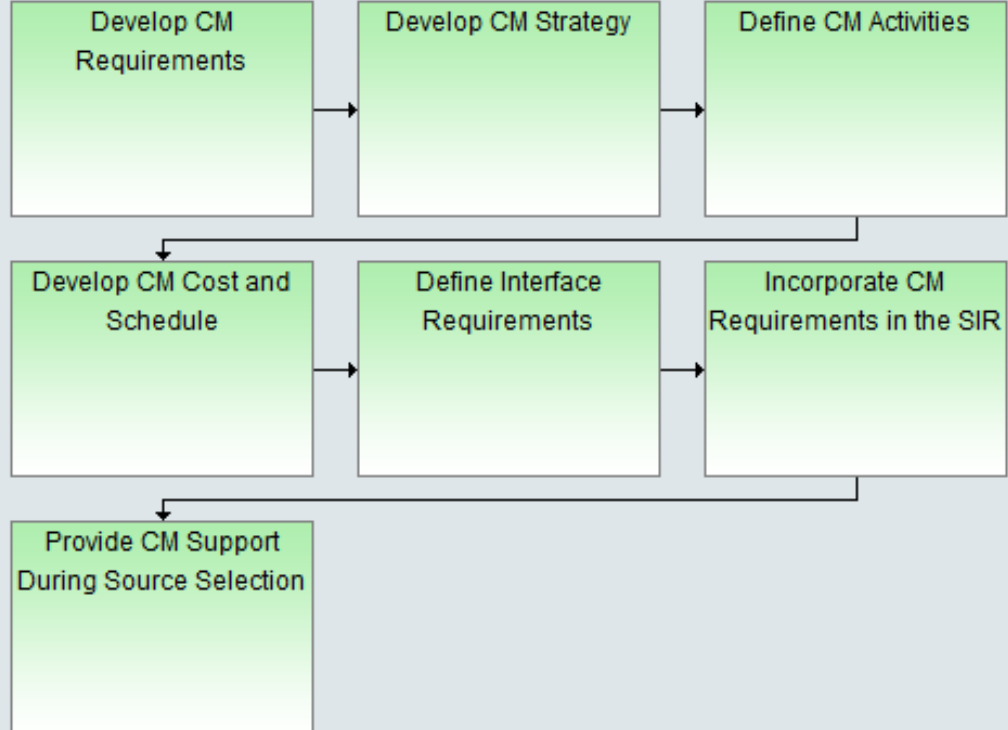 Develop CM
Requirements
Develop CM Strategy
Define CM Activities
Develop CM Cost and
Schedule
Define Interface
Requirements
Incorporate CM
Requirements in the SIR
Provide CM Support
During Source Selection